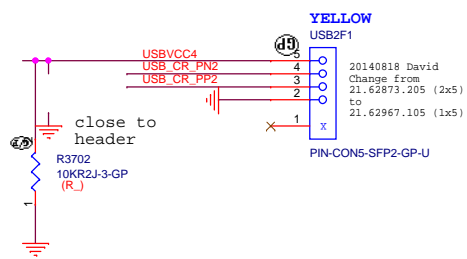 YELLOW
USB2F1
GP
USBVCC4
5
USB_CR_PN2
4
USB_CR_PP2
3
2
1
X
20140818 David
Change from
21.62873.205 (2x5)
to
21.62967.105 (1x5)
PIN-CON5-SFP2-GP-U
close to
header
R3702
10KR2J-3-GP
(R_)
1